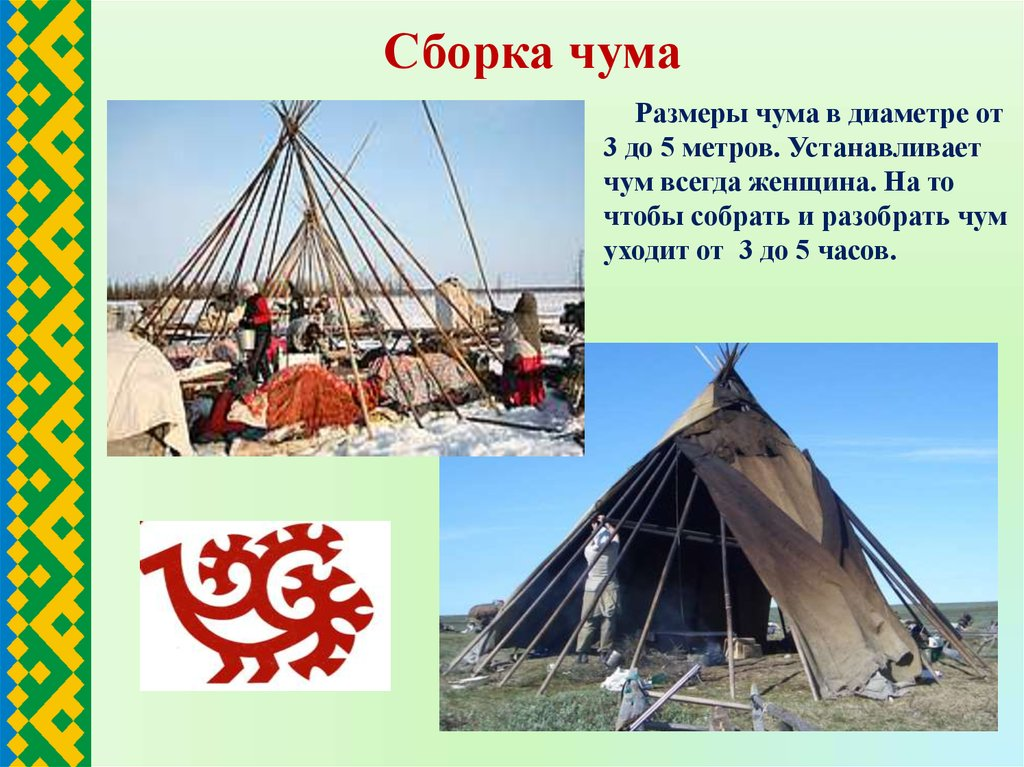 Сборка чума
Размеры чума в диаметре от
3 до 5 метров. Устанавливает
чум всегда женщина. На то
чтобы собрать и разобрать чум
уходит от 3 до 5 часов.